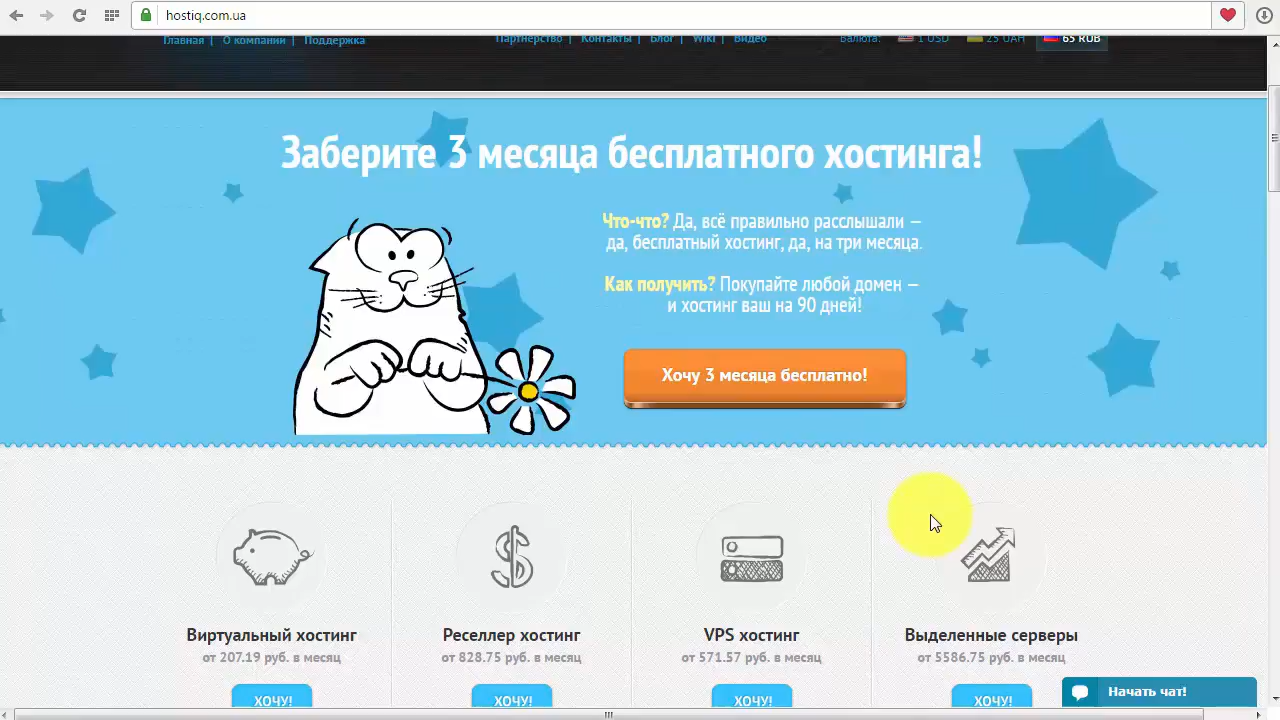 hostiq.com.ua
Главная | О компании | Поддержка Партнерство | Контакты | Блог | Wiki | Видео Валюта: 1 USD 25 UAH 65 RUB
Заберите 3 месяца бесплатного хостинга!
Что-что? Да, всё правильно расслышали —
да, бесплатный хостинг, да, на три месяца.
Как получить? Покупайте любой домен —
и хостинг ваш на 90 дней!
Хочу 3 месяца бесплатно!
Виртуальный хостинг Реселлер хостинг VPS хостинг Выделенные серверы
от 207.19 руб. в месяц от 828.75 руб. в месяц от 571.57 руб. в месяц от 5586.75 руб. в месяц
ХОЧУ! ХОЧУ! ХОЧУ! ХОЧУ!
Начать чат!